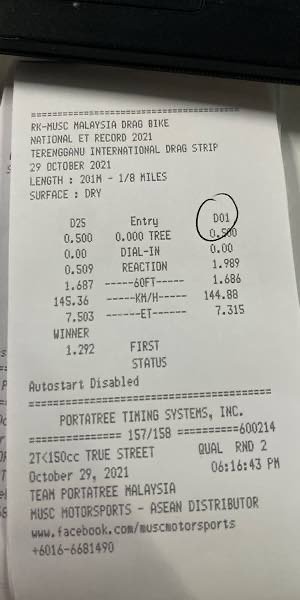 ========================================
RK-MUSC MALAYSIA DRAG BIKE
NATIONAL ET RECORD 2021
TERENGGANU INTERNATIONAL DRAG STRIP
29 OCTOBER 2021
LENGTH : 201M - 1/8 MILES
SURFACE : DRY
D25 Entry D01
0.500 0.000 TREE 0.500
0.00 DIAL-IN 0.00
0.509 REACTION 1.989
1.687 -----60FT----- 1.686
145.36 ------KM/H----- 144.88
7.503 ------ET------ 7.315
WINNER
1.292 FIRST
STATUS
Autostart Disabled
========================================
PORTATREE TIMING SYSTEMS, INC.
=============== 157/158 ==========600214
2T<150cc TRUE STREET QUAL RND 2
October 29, 2021 06:16:43 PM
TEAM PORTATREE MALAYSIA
MUSC MOTORSPORTS - ASEAN DISTRIBUTOR
www.facebook.com/muscmotorsports
+6016-6681490